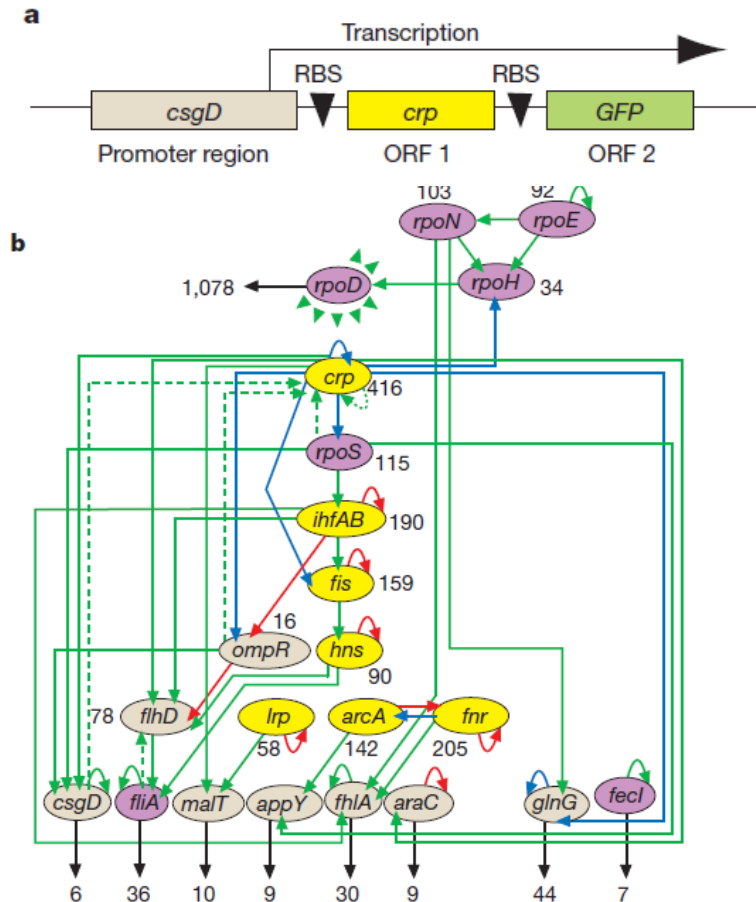 a
Transcription
RBS RBS
csgD crp GFP
Promoter region ORF 1 ORF 2
b
103 92
rpoN rpoE
1,078 rpoD rpoH 34
crp
416
rpoS
115
ihfAB
190
fis
159
16
ompR hns
90
78 flhD lrp arcA fnr
58 142 205
csgD fliA malT appY fhlA araC glnG fecI
6 36 10 9 30 9 44 7